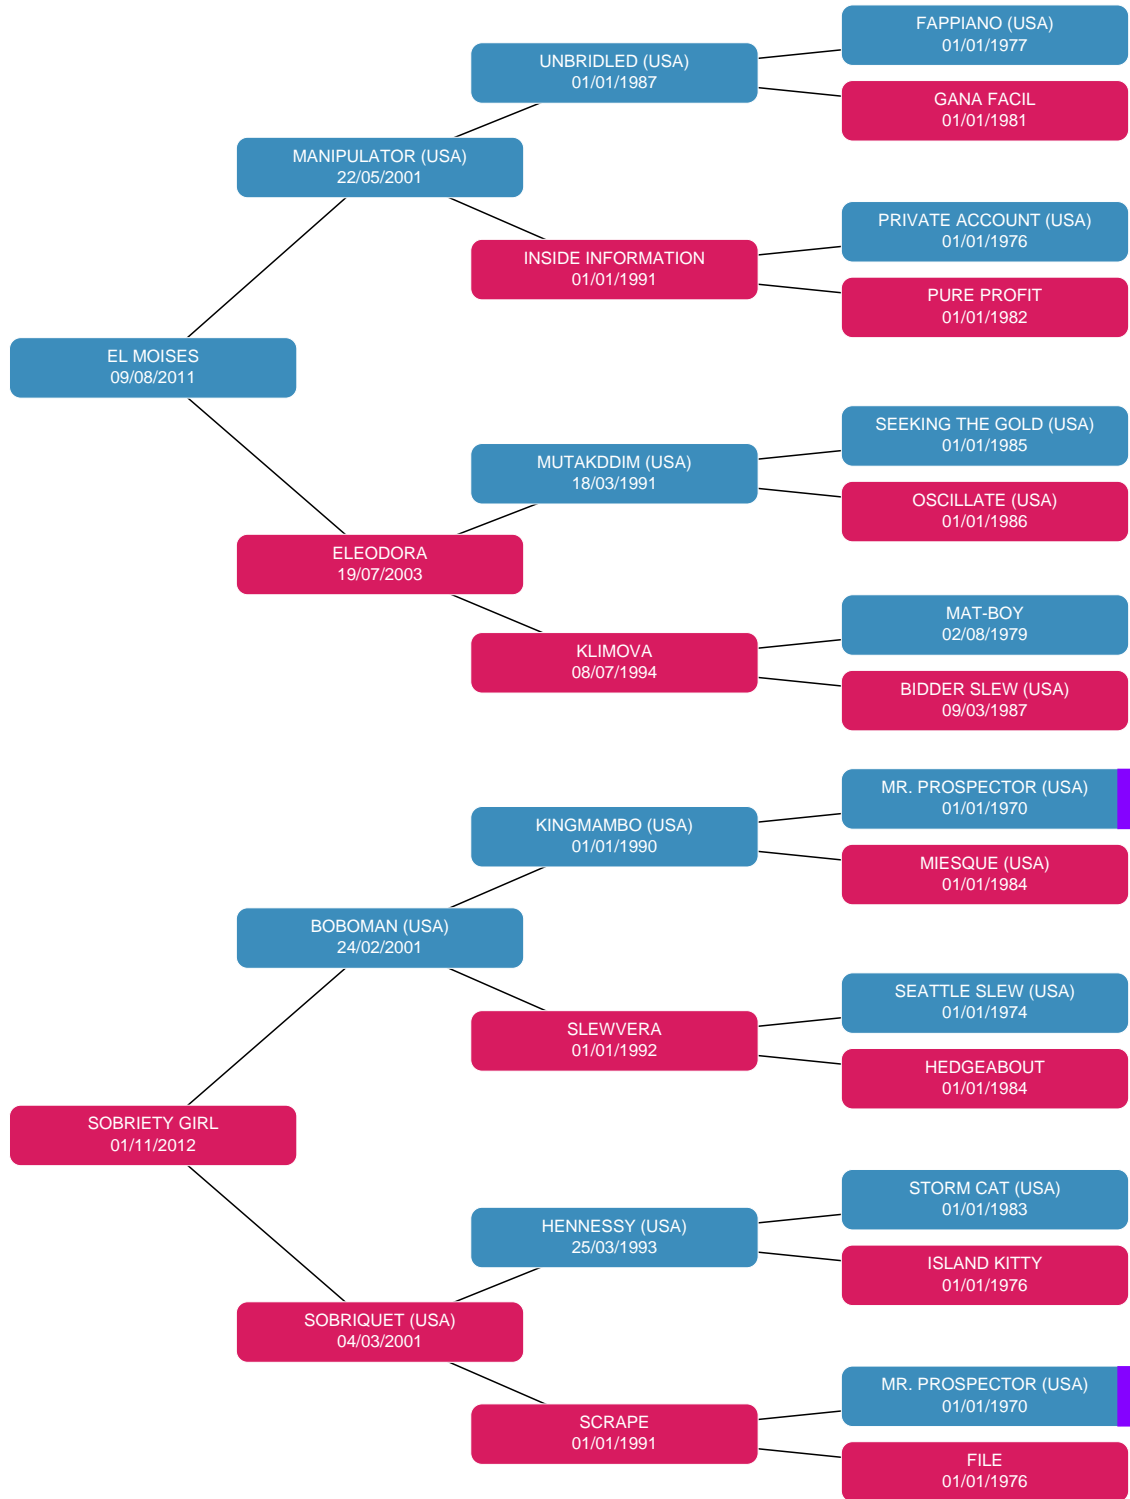 FAPPIANO (USA)
01/01/1977
UNBRIDLED (USA)
01/01/1987
GANA FACIL
01/01/1981
MANIPULATOR (USA)
22/05/2001
PRIVATE ACCOUNT (USA)
01/01/1976
INSIDE INFORMATION
01/01/1991
PURE PROFIT
01/01/1982
EL MOISES
09/08/2011
SEEKING THE GOLD (USA)
01/01/1985
MUTAKDDIM (USA)
18/03/1991
OSCILLATE (USA)
01/01/1986
ELEODORA
19/07/2003
MAT-BOY
02/08/1979
KLIMOVA
08/07/1994
BIDDER SLEW (USA)
09/03/1987
MR. PROSPECTOR (USA)
01/01/1970
KINGMAMBO (USA)
01/01/1990
MIESQUE (USA)
01/01/1984
BOBOMAN (USA)
24/02/2001
SEATTLE SLEW (USA)
01/01/1974
SLEWVERA
01/01/1992
HEDGEABOUT
01/01/1984
SOBRIETY GIRL
01/11/2012
STORM CAT (USA)
01/01/1983
HENNESSY (USA)
25/03/1993
ISLAND KITTY
01/01/1976
SOBRIQUET (USA)
04/03/2001
MR. PROSPECTOR (USA)
01/01/1970
SCRAPE
01/01/1991
FILE
01/01/1976